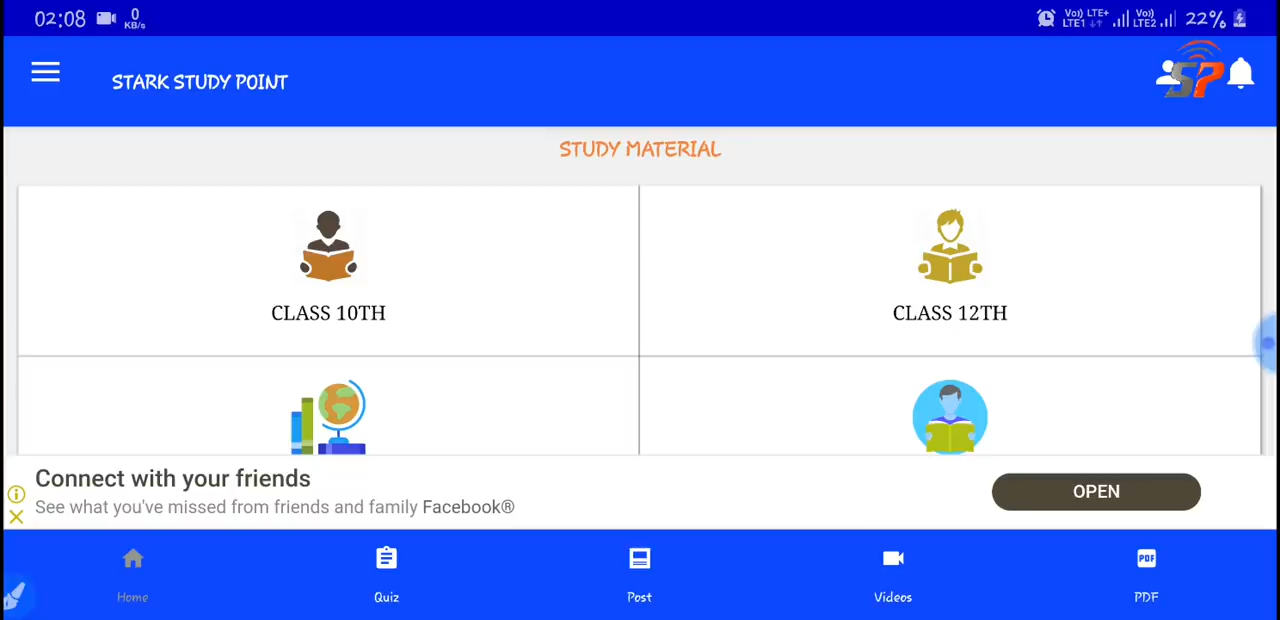 02:08 0 KB/s Vo) LTE+ LTE1 Vo) LTE2 22%
STARK STUDY POINT
SP
STUDY MATERIAL
CLASS 10TH
CLASS 12TH
Connect with your friends
See what you've missed from friends and family Facebook®
OPEN
Home
Quiz
Post
Videos
PDF
PDF